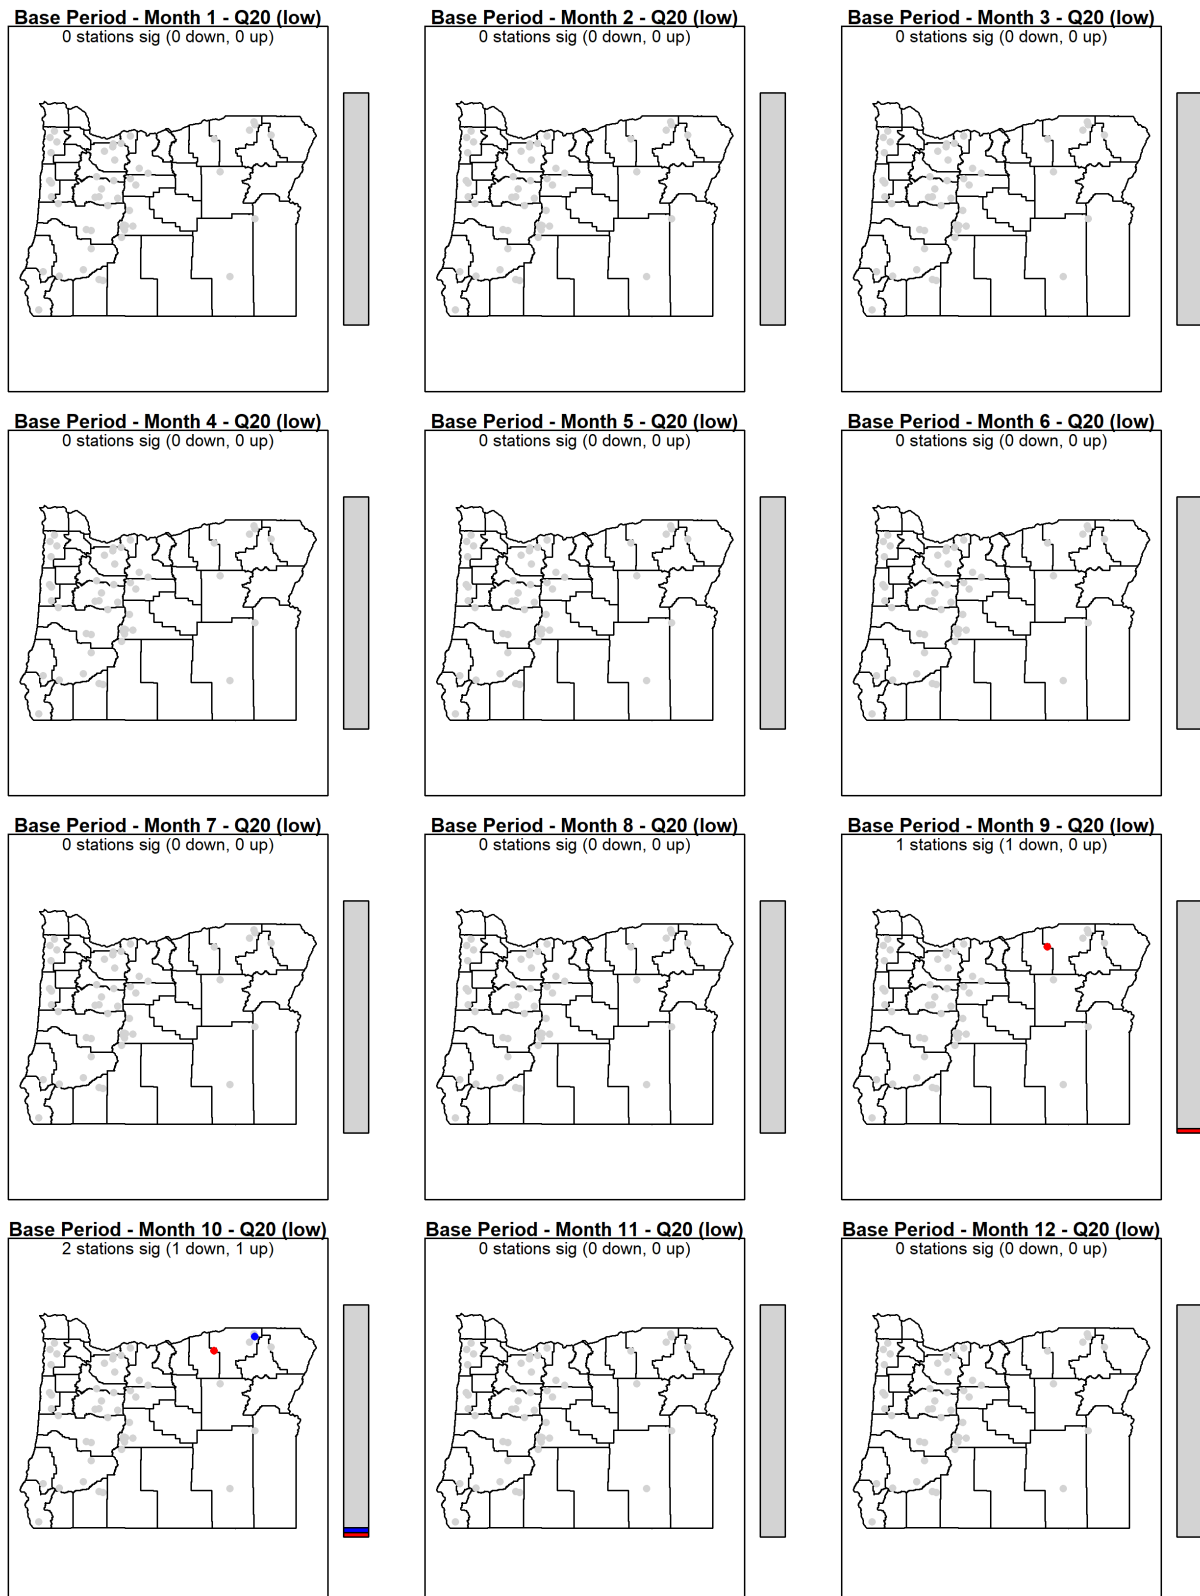 Base Period - Month 1 - Q20 (low)
0 stations sig (0 down, 0 up)
Base Period - Month 2 - Q20 (low)
0 stations sig (0 down, 0 up)
Base Period - Month 3 - Q20 (low)
0 stations sig (0 down, 0 up)
Base Period - Month 4 - Q20 (low)
0 stations sig (0 down, 0 up)
Base Period - Month 5 - Q20 (low)
0 stations sig (0 down, 0 up)
Base Period - Month 6 - Q20 (low)
0 stations sig (0 down, 0 up)
Base Period - Month 7 - Q20 (low)
0 stations sig (0 down, 0 up)
Base Period - Month 8 - Q20 (low)
0 stations sig (0 down, 0 up)
Base Period - Month 9 - Q20 (low)
1 stations sig (1 down, 0 up)
Base Period - Month 10 - Q20 (low)
2 stations sig (1 down, 1 up)
Base Period - Month 11 - Q20 (low)
0 stations sig (0 down, 0 up)
Base Period - Month 12 - Q20 (low)
0 stations sig (0 down, 0 up)